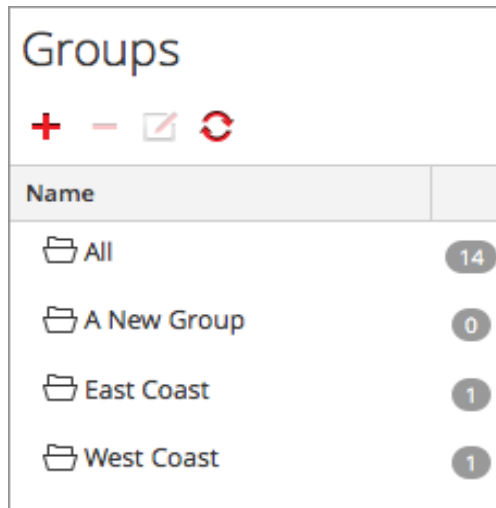 Groups
Name
All 14
A New Group 0
East Coast 1
West Coast 1